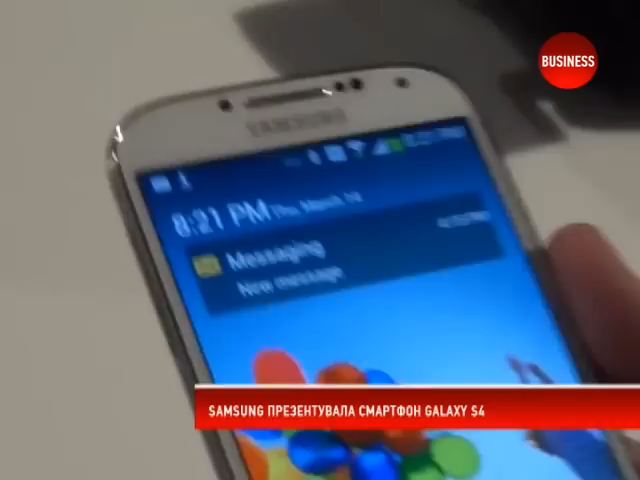 BUSINESS
SAMSUNG
8:21 PM Thu, March 14
Messaging
New message
SAMSUNG ПРЕЗЕНТУВАЛА СМАРТФОН GALAXY S4